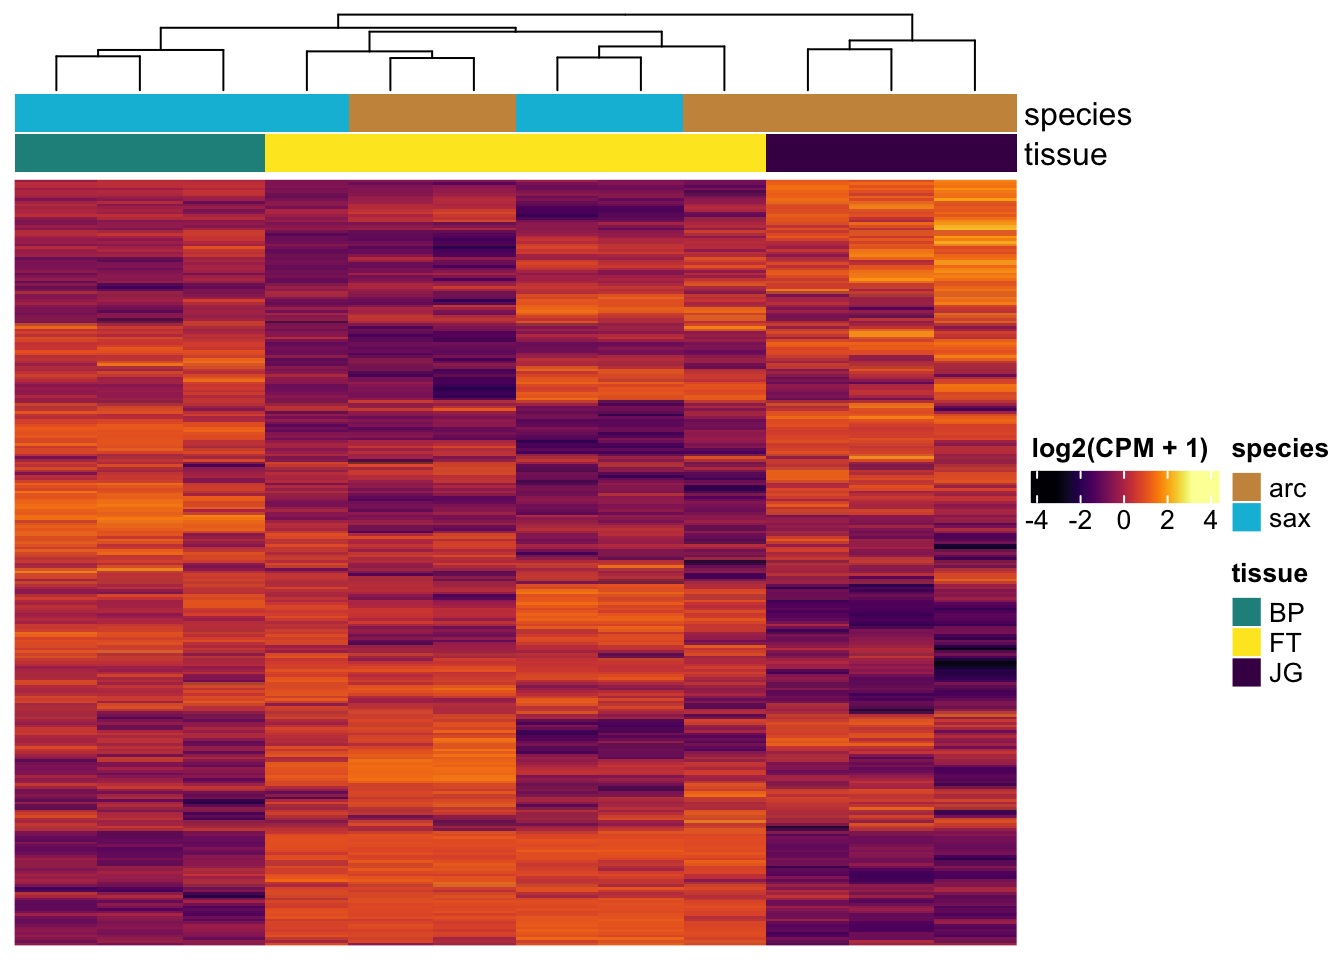 species
tissue
log2(CPM + 1)
-4 -2 0 2 4
species
arc
sax
tissue
BP
FT
JG